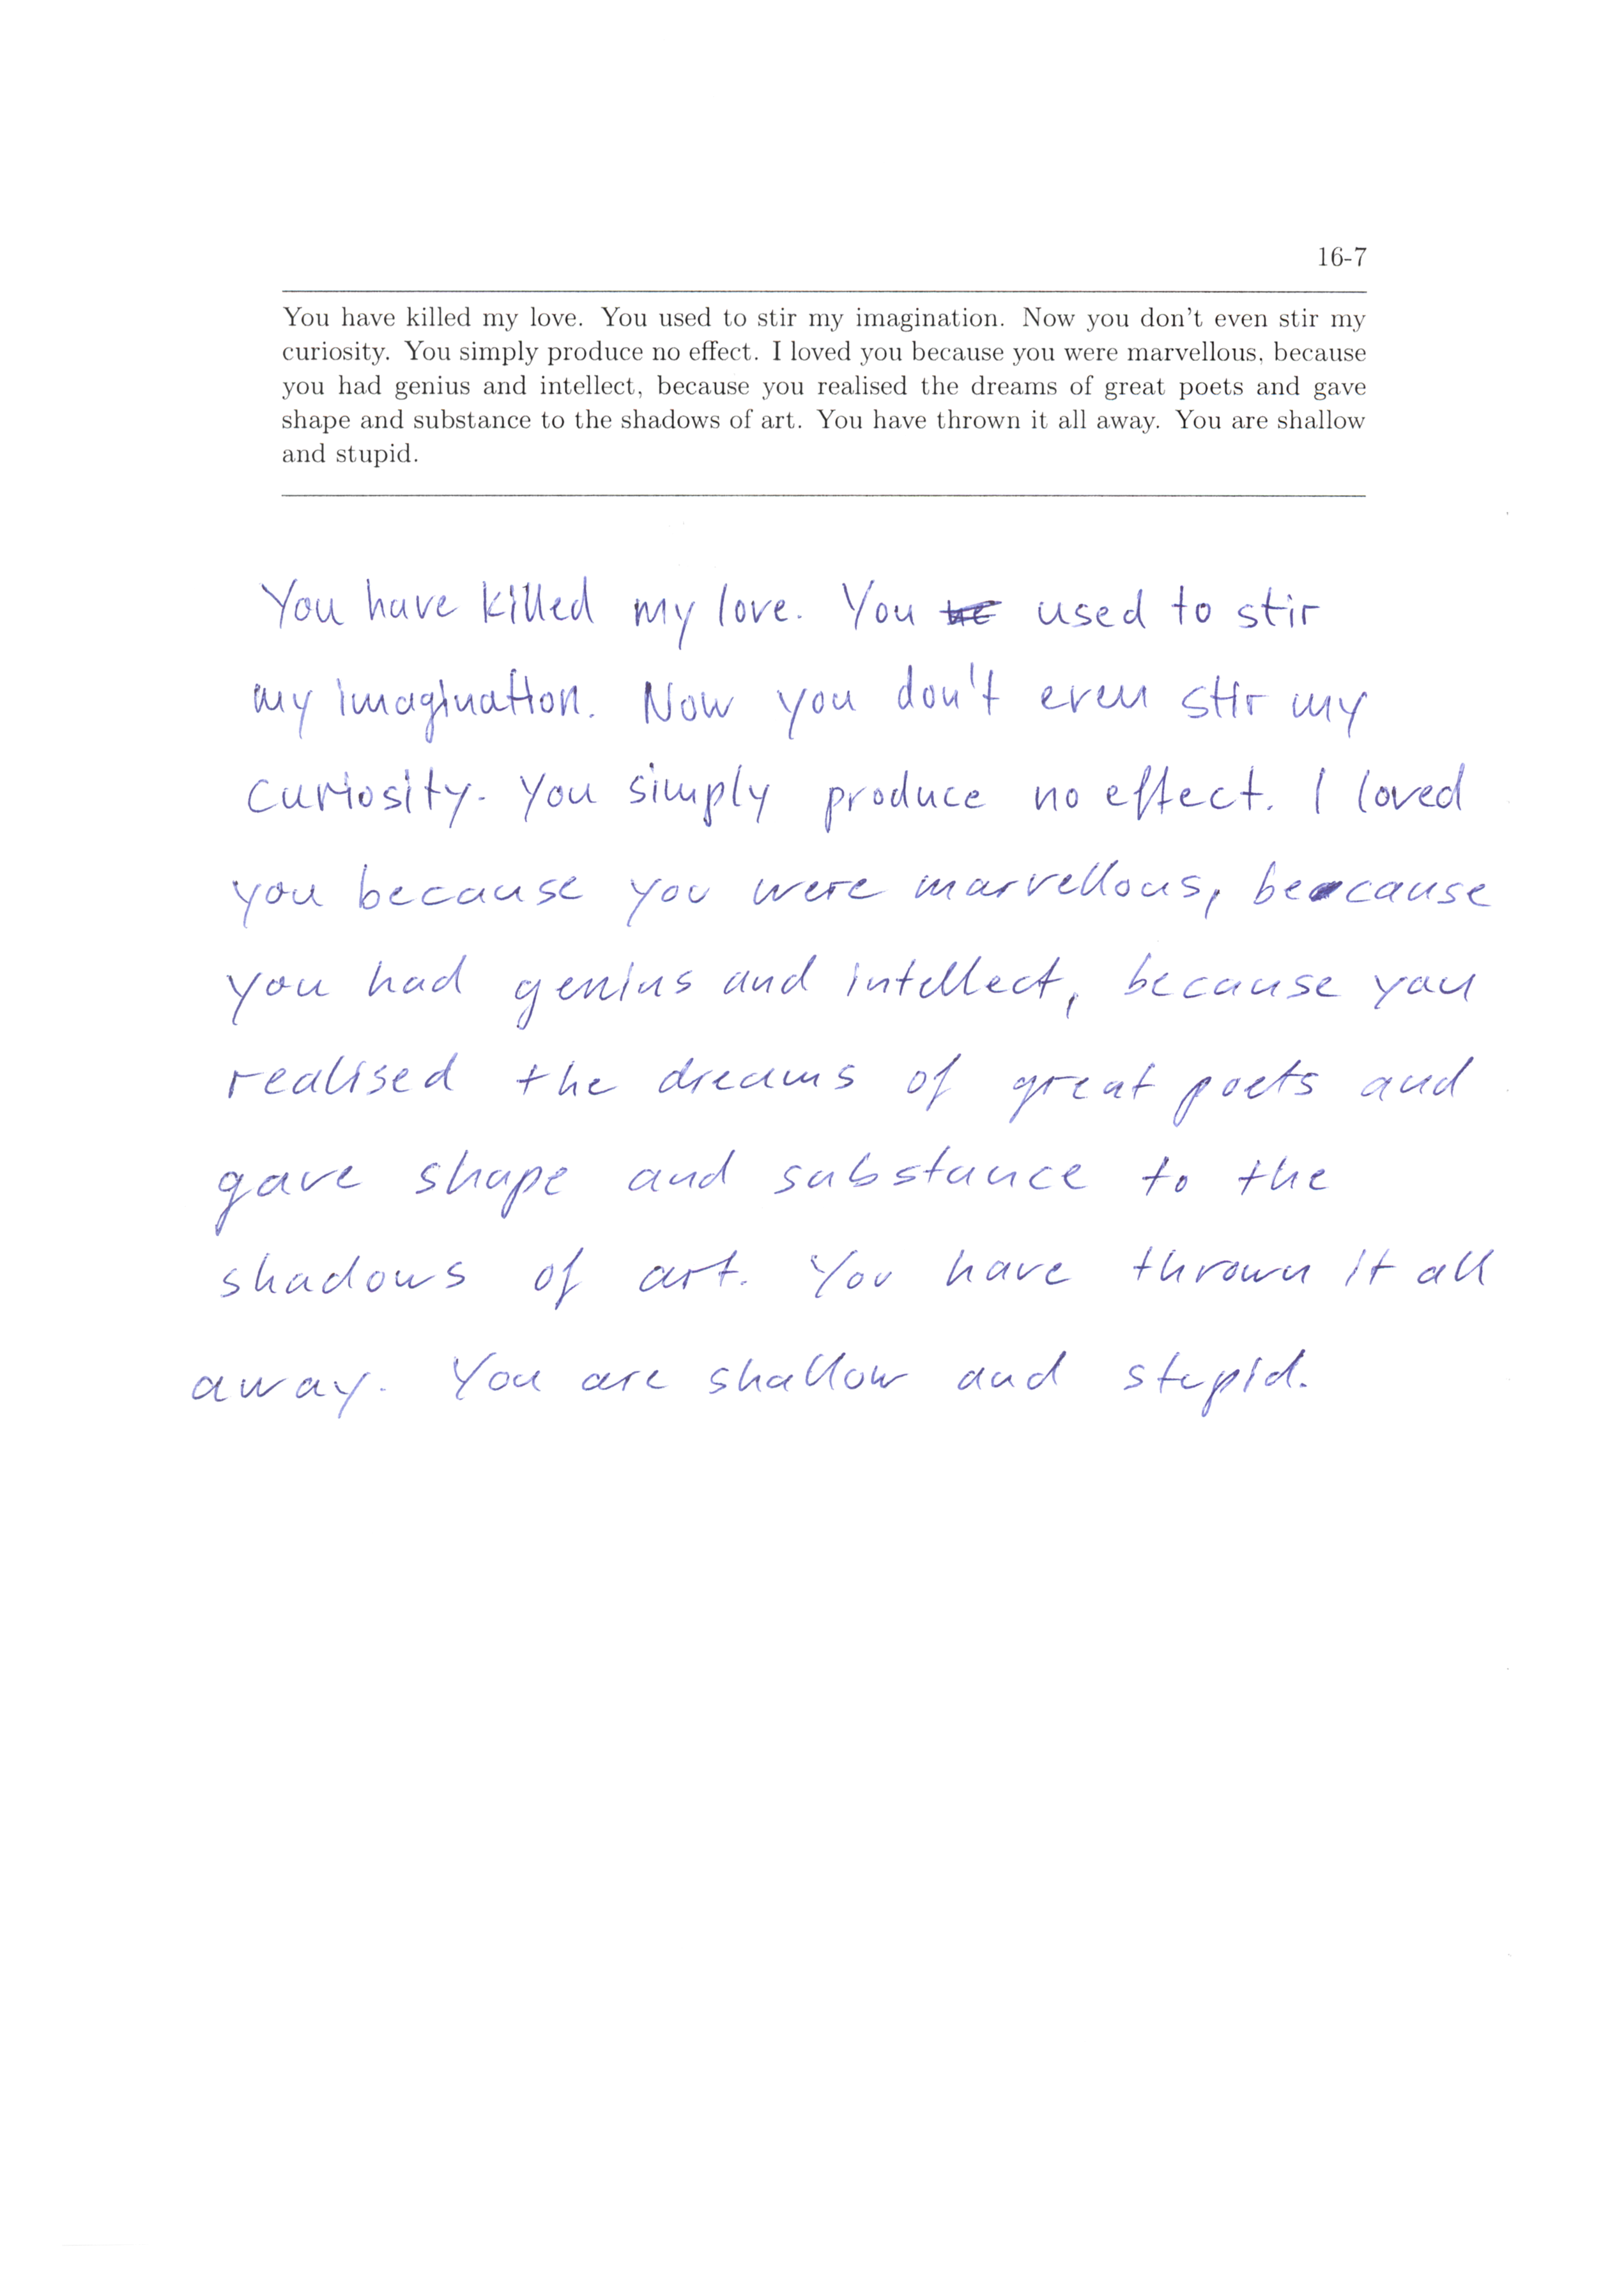 16-7
You have killed my love. You used to stir my imagination. Now you don't even stir my
curiosity. You simply produce no effect. I loved you because you were marvellous, because
you had genius and intellect, because you realised the dreams of great poets and gave
shape and substance to the shadows of art. You have thrown it all away. You are shallow
and stupid.
You have killed my love. You used to stir
my imagination. Now you don't even stir my
curiosity. You simply produce no effect. I loved
you because you were marvellous, because
you had genius and intellect, because you
realised the dreams of great poets and
gave shape and substance to the
shadows of art. You have thrown it all
away. You are shallow and stupid.